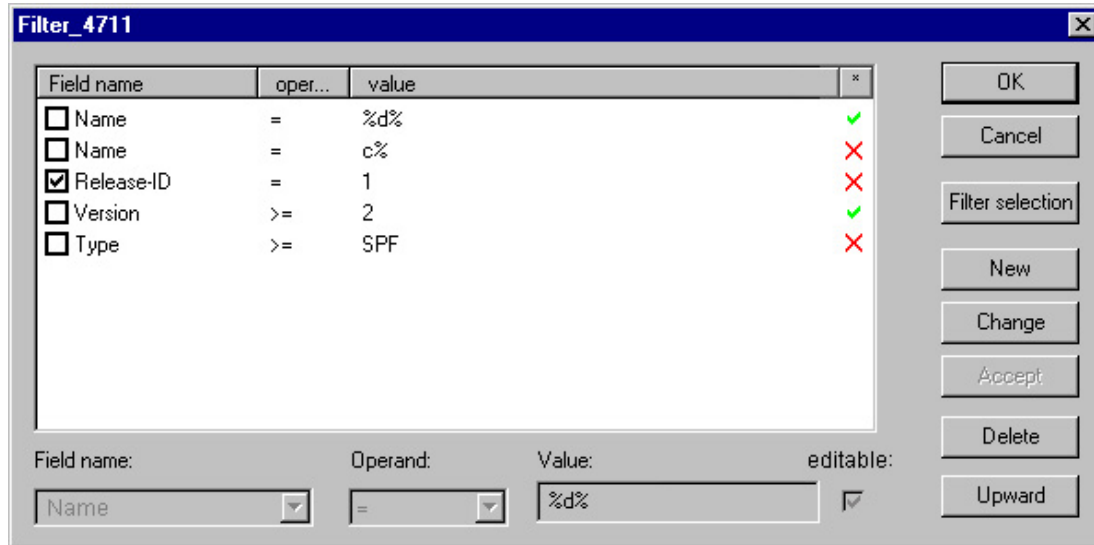 Filter_4711
Field name oper... value *
Name = %d%
Name = c%
Release-ID = 1
Version >= 2
Type >= SPF
OK
Cancel
Filter selection
New
Change
Accept
Delete
Upward
Field name: Operand: Value: editable:
Name = %d%